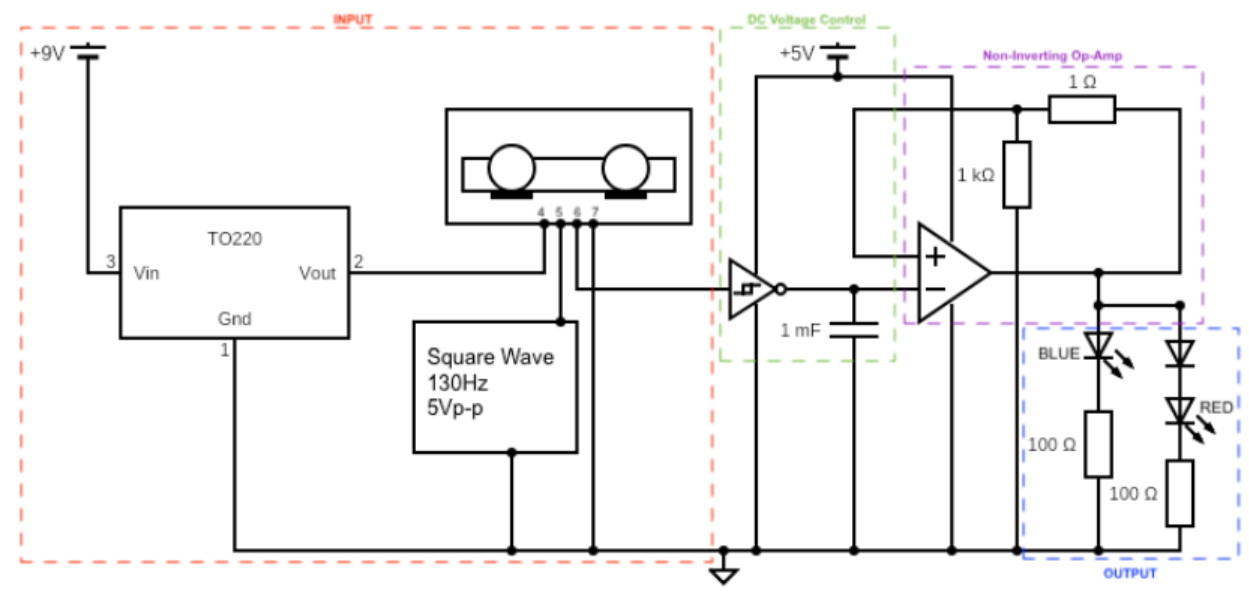 INPUT
DC Voltage Control
+9V
+5V
Non-Inverting Op-Amp
1 Ω
1 kΩ
4 5 6 7
TO220
3
Vin
Vout
2
Gnd
1
+
−
1 mF
Square Wave
130Hz
5Vp-p
BLUE
RED
100 Ω
100 Ω
OUTPUT